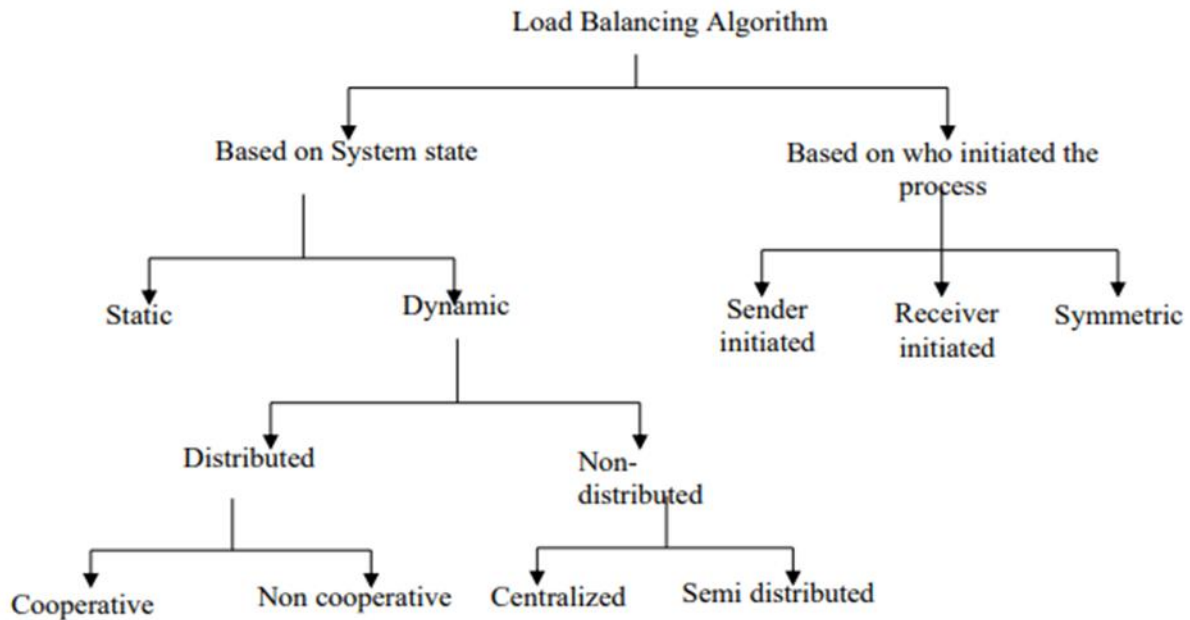 Load Balancing Algorithm
Based on System state
Based on who initiated the
process
Static
Dynamic
Sender
initiated
Receiver
initiated
Symmetric
Distributed
Non-
distributed
Cooperative
Non cooperative
Centralized
Semi distributed